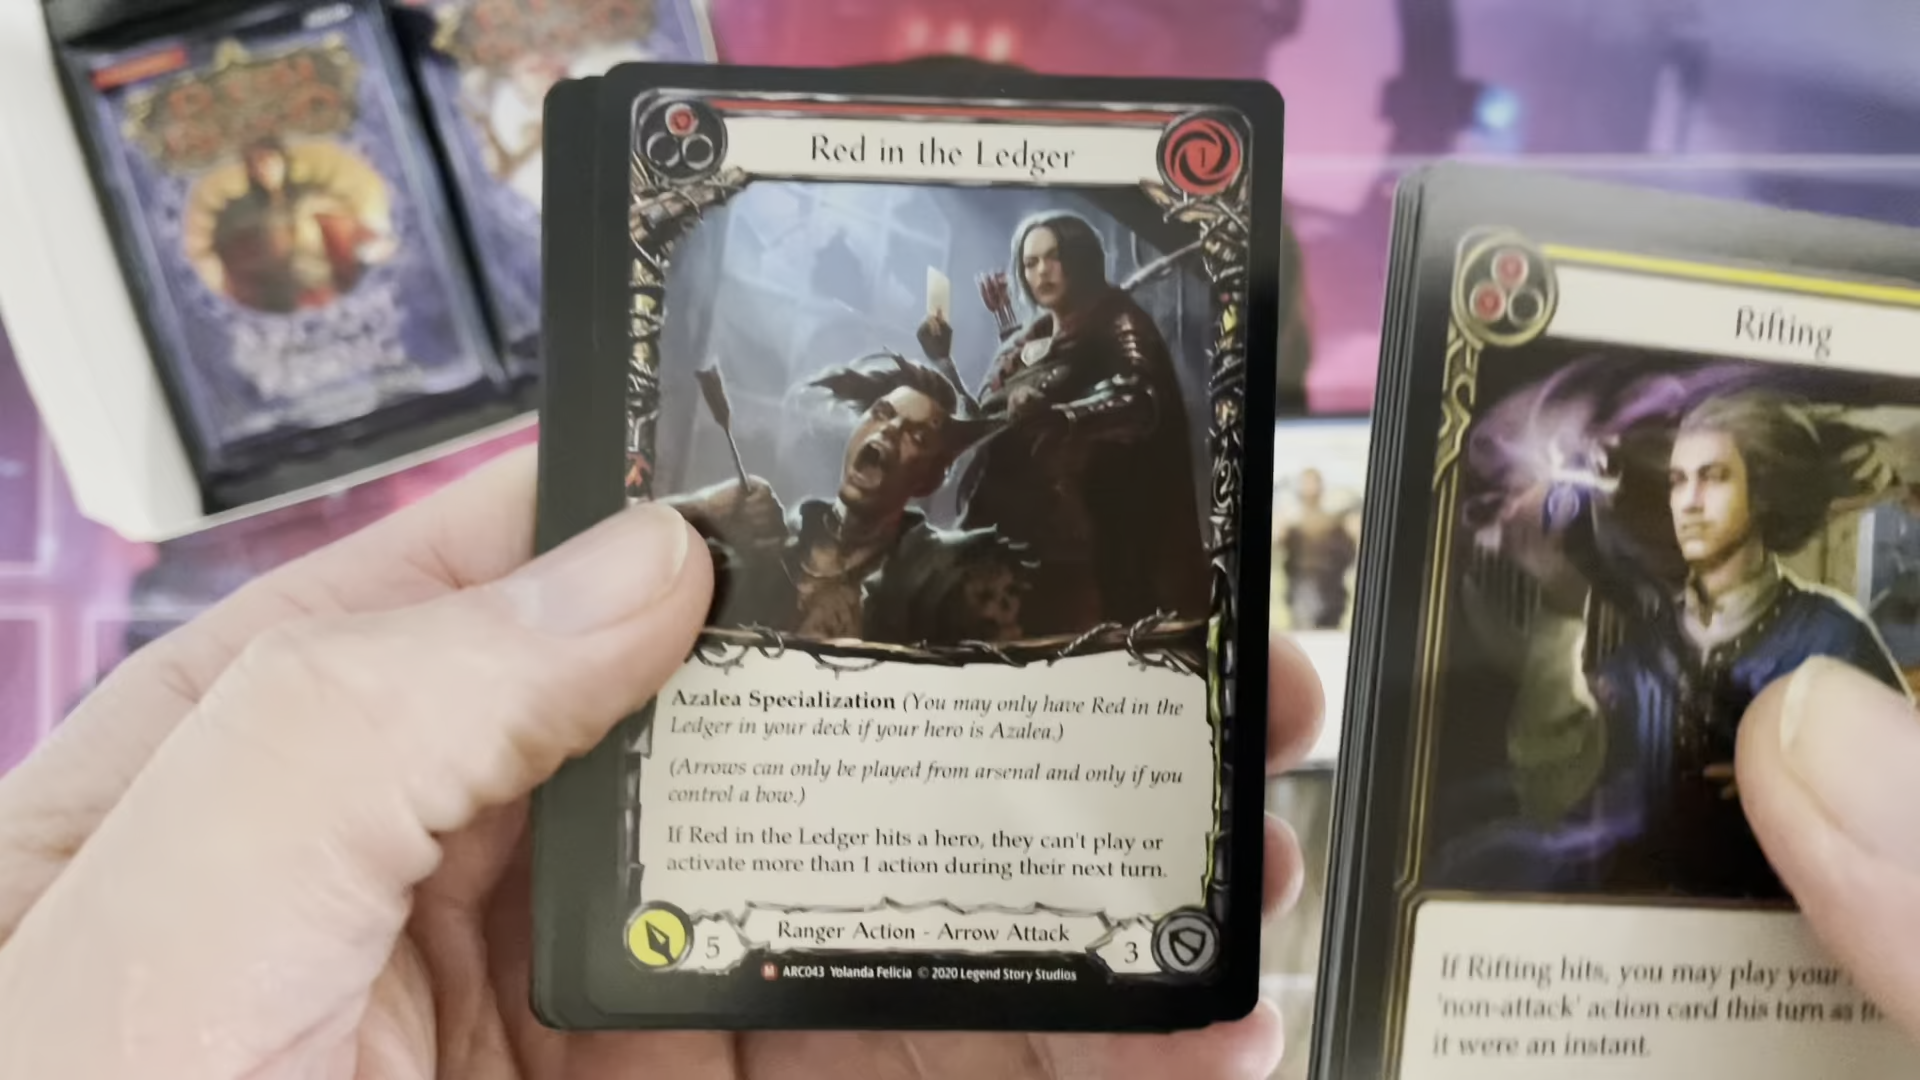 Red in the Ledger
1
Azalea Specialization (You may only have Red in the
Ledger in your deck if your hero is Azalea.)
(Arrows can only be played from arsenal and only if you
control a bow.)
If Red in the Ledger hits a hero, they can't play or
activate more than 1 action during their next turn.
5
Ranger Action - Arrow Attack
3
M ARC043 Yolanda Felicia © 2020 Legend Story Studios
Rifting
If Rifting hits, you may play your
'non-attack' action card this turn as
it were an instant.